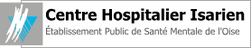 Centre Hospitalier Isarien
Établissement Public de Santé Mentale de l'Oise